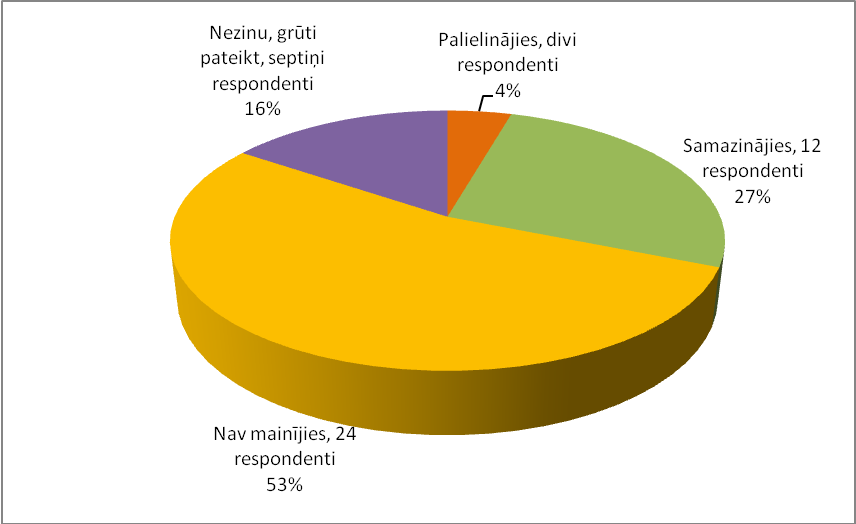 Nezinu, grūti
pateikt, septiņi
respondenti
16%
Palielinājies, divi
respondenti
4%
Samazinājies, 12
respondenti
27%
Nav mainījies, 24
respondenti
53%